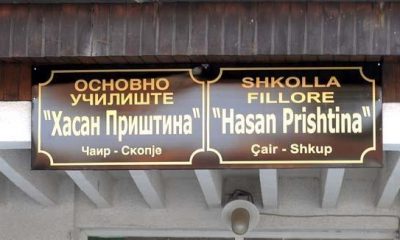 ОСНОВНО
УЧИЛИШТЕ
"Хасан Приштина"
Чаир - Скопје
SHKOLLA
FILLORE
"Hasan Prishtina"
Çair - Shkup